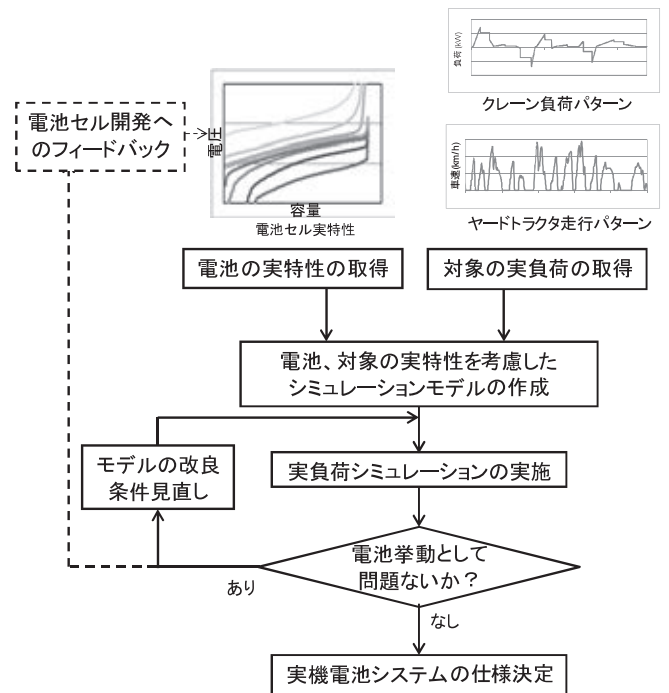 負荷(kW)
クレーン負荷パターン
電池セル開発へ
のフィードバック
電圧
容量
電池セル実特性
車速(km/h)
ヤードトラクタ走行パターン
電池の実特性の取得
対象の実負荷の取得
電池、対象の実特性を考慮した
シミュレーションモデルの作成
モデルの改良
条件見直し
実負荷シミュレーションの実施
電池挙動として
問題ないか？
あり
なし
実機電池システムの仕様決定